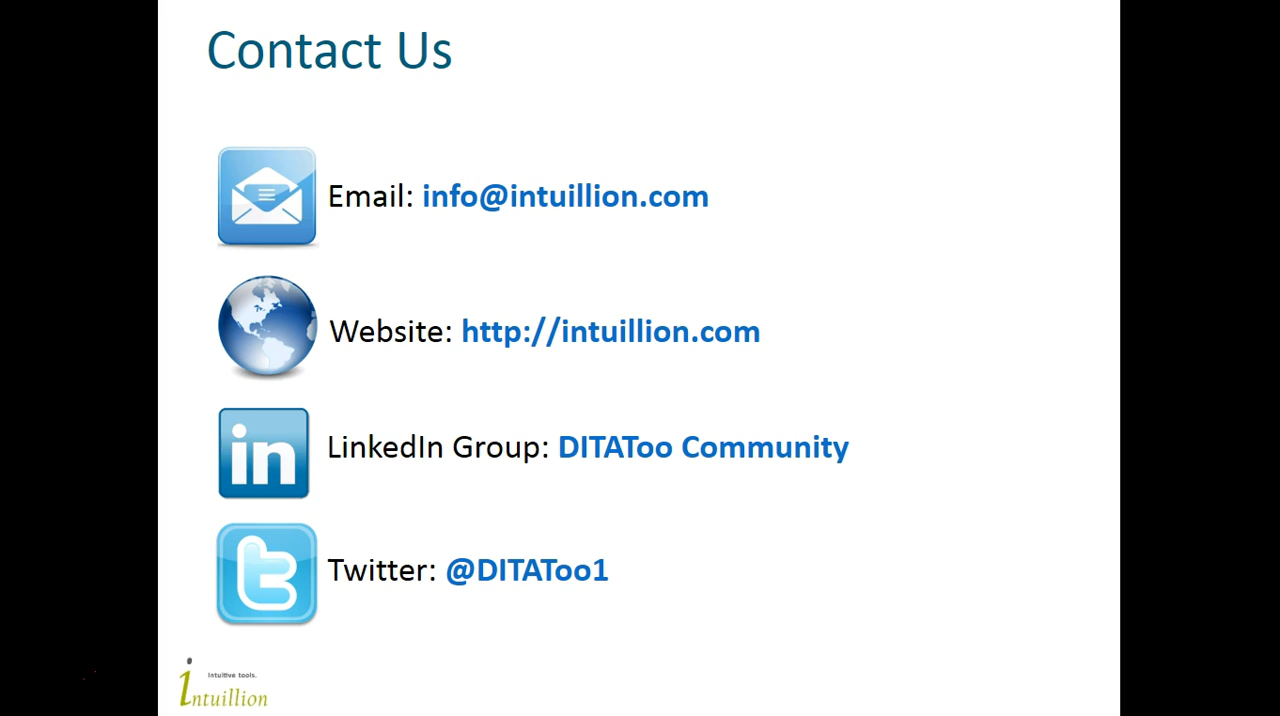 Contact Us
Email: info@intuillion.com
Website: http://intuillion.com
in
LinkedIn Group: DITAToo Community
t
Twitter: @DITAToo1
Intuitive tools.
intuillion